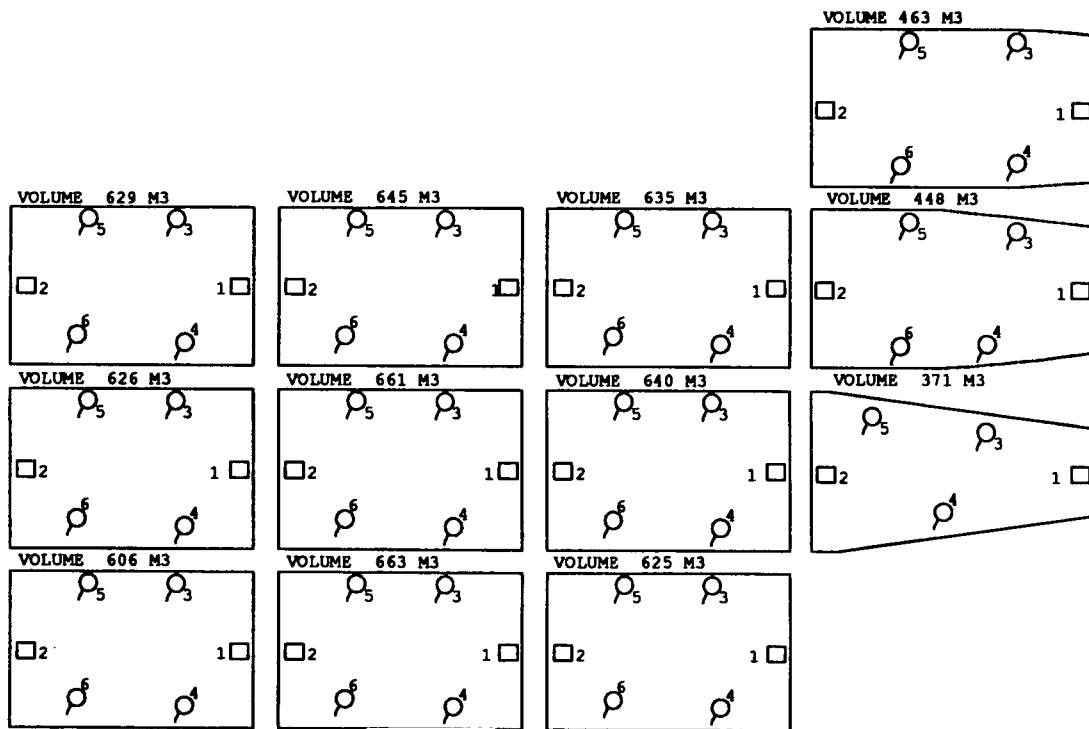 VOLUME 463 M3
5 3
2 1
6 4
VOLUME 629 M3 VOLUME 645 M3 VOLUME 635 M3 VOLUME 448 M3
5 3 5 3 5 3 5 3
2 1 2 1 2 1 2 1
6 4 6 4 6 4 6 4
VOLUME 626 M3 VOLUME 661 M3 VOLUME 640 M3 VOLUME 371 M3
5 3 5 3 5 3 5 3
2 1 2 1 2 1 2 1
6 4 6 4 6 4 4
VOLUME 606 M3 VOLUME 663 M3 VOLUME 625 M3
5 3 5 3 5 3
2 1 2 1 2 1
6 4 6 4 6 4